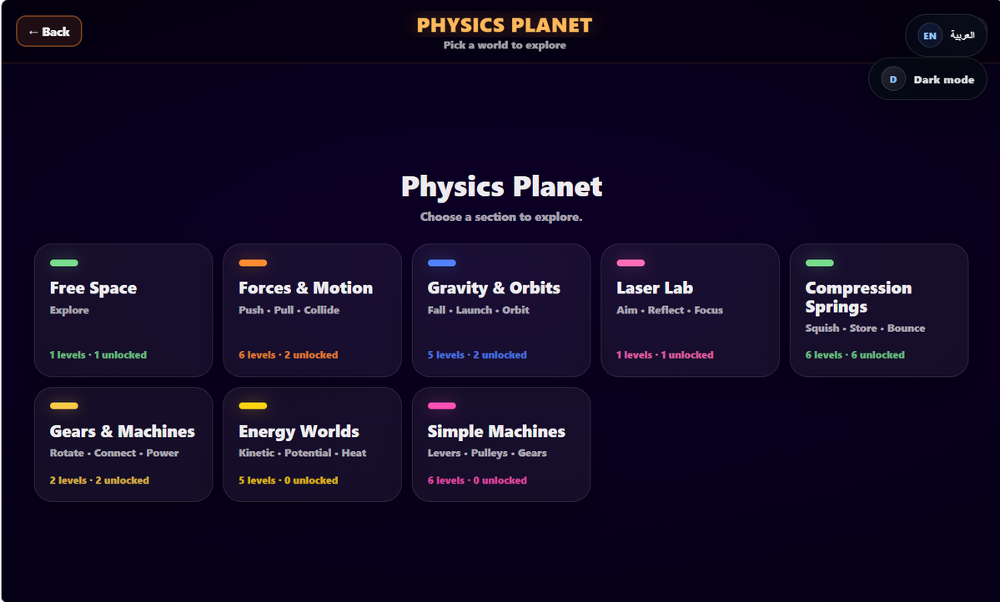 ← Back
PHYSICS PLANET
Pick a world to explore
EN العربية
D Dark mode
Physics Planet
Choose a section to explore.
Free Space
Explore
1 levels · 1 unlocked
Forces & Motion
Push • Pull • Collide
6 levels · 2 unlocked
Gravity & Orbits
Fall • Launch • Orbit
5 levels · 2 unlocked
Laser Lab
Aim • Reflect • Focus
1 levels · 1 unlocked
Compression
Springs
Squish • Store • Bounce
6 levels · 6 unlocked
Gears & Machines
Rotate • Connect • Power
2 levels · 2 unlocked
Energy Worlds
Kinetic • Potential • Heat
5 levels · 0 unlocked
Simple Machines
Levers • Pulleys • Gears
6 levels · 0 unlocked